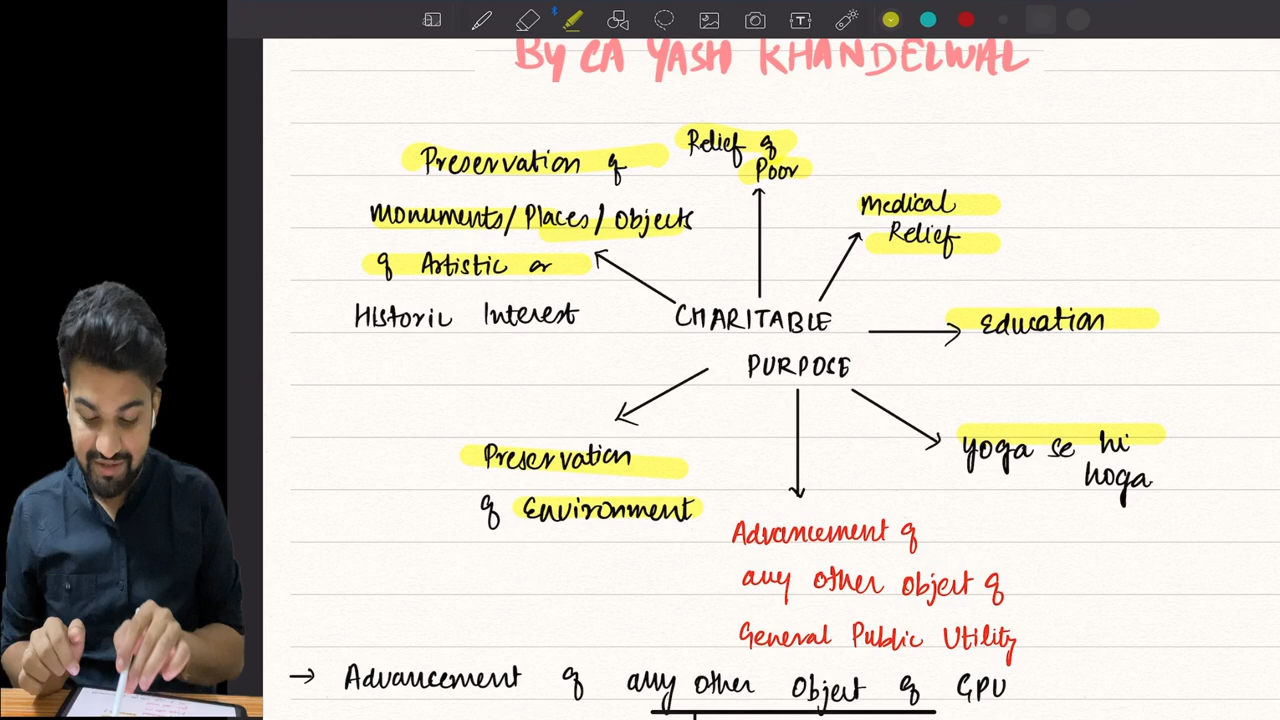 By CA YASH KHANDELWAL
Relief of
Poor
Preservation of
Monuments/Places/Objects
of Artistic or
Historic Interest
Medical
Relief
CHARITABLE
PURPOSE
Education
Preservation
of Environment
yoga se hi
hoga
Advancement of
any other object of
General Public Utility
→ Advancement of any other Object of GPU